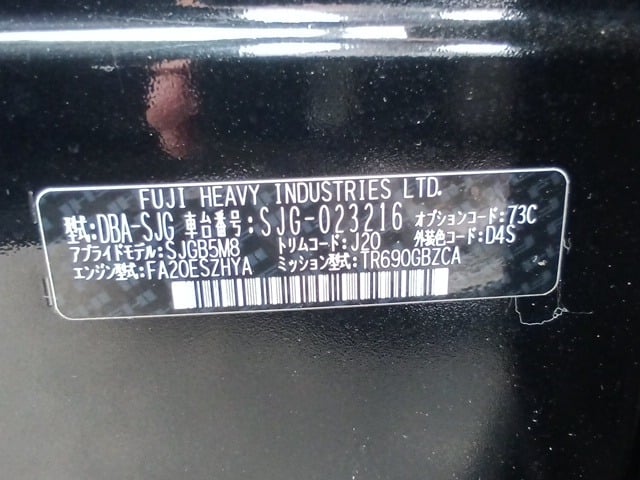 FUJI HEAVY INDUSTRIES LTD.
型式:DBA-SJG 車台番号:SJG-023216 オプションコード:73C
アプライドモデル:SJGB5M8 トリムコード:J20 外装色コード:D4S
エンジン型式:FA20ESZHYA ミッション型式:TR690GBZCA